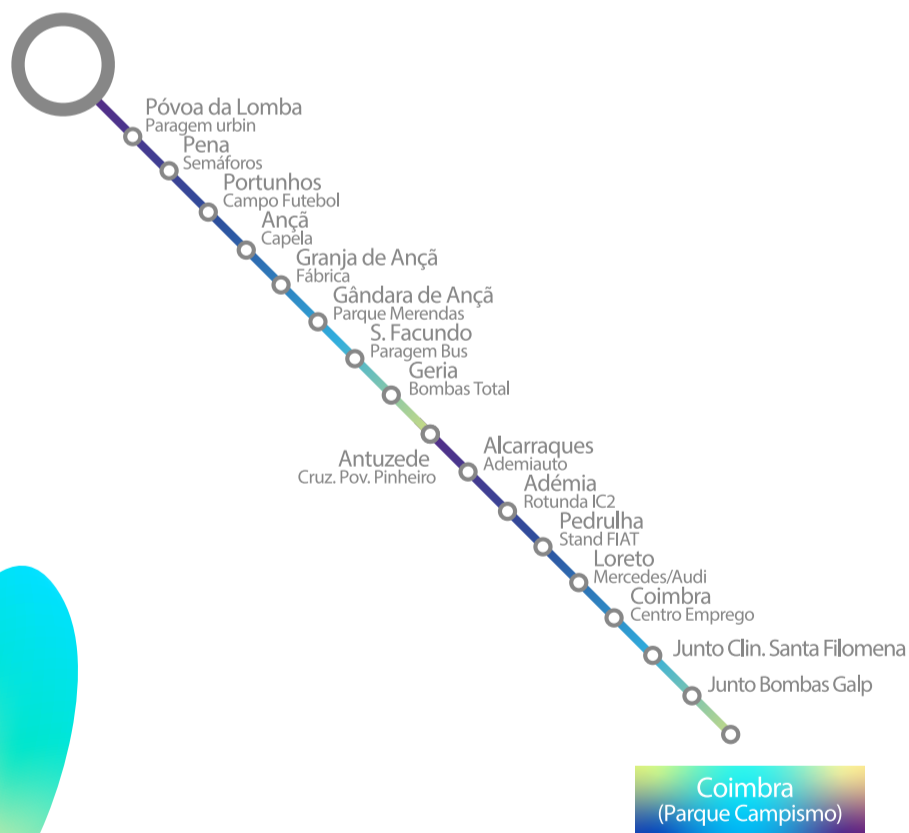 Póvoa da Lomba
Paragem urbin
Pena
Semáforos
Portunhos
Campo Futebol
Ançã
Capela
Granja de Ançã
Fábrica
Gândara de Ançã
Parque Merendas
S. Facundo
Paragem Bus
Geria
Bombas Total
Antuzede
Cruz. Pov. Pinheiro
Alcarraques
Ademiauto
Adémia
Rotunda IC2
Pedrulha
Stand FIAT
Loreto
Mercedes/Audi
Coimbra
Centro Emprego
Junto Clin. Santa Filomena
Junto Bombas Galp
Coimbra
(Parque Campismo)